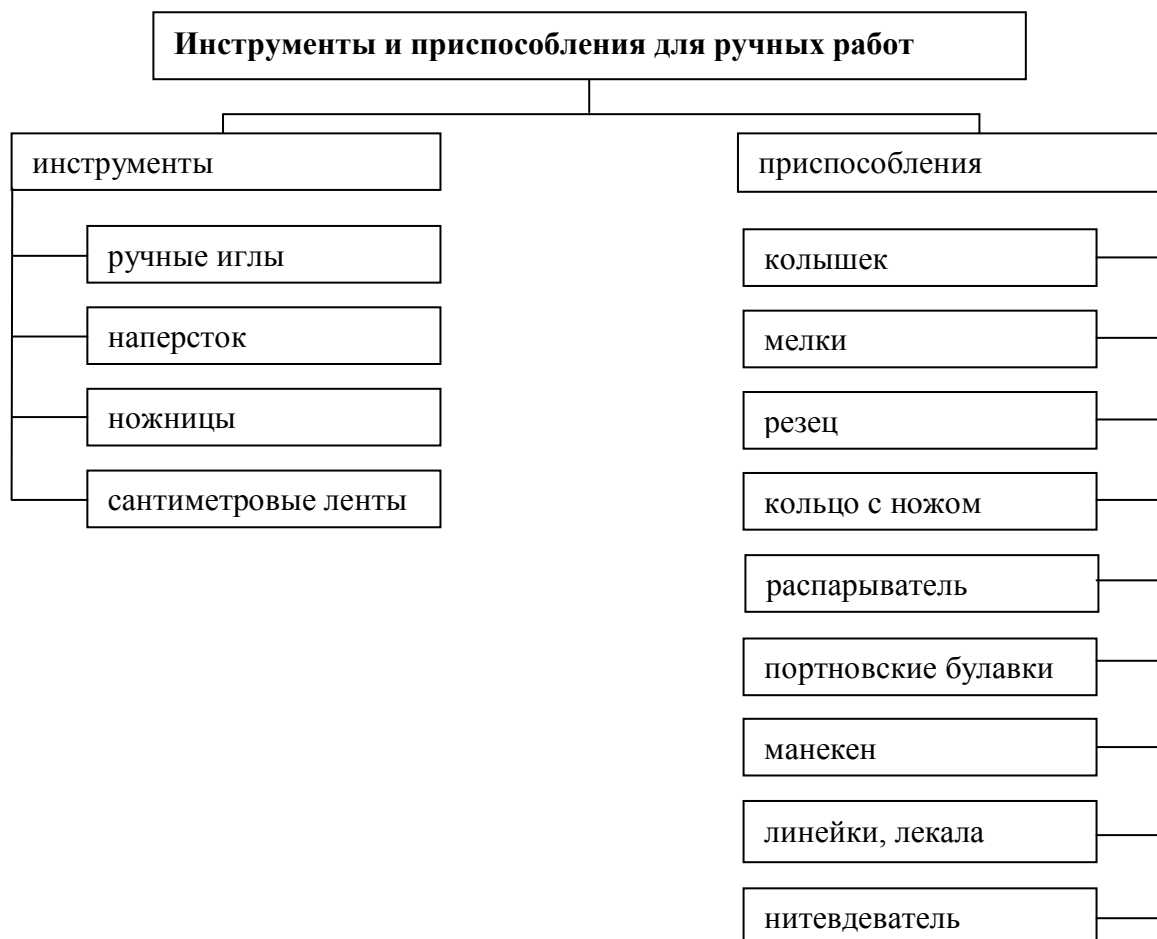 Инструменты и приспособления для ручных работ
инструменты
ручные иглы
наперсток
ножницы
сантиметровые ленты
приспособления
колышек
мелки
резец
кольцо с ножом
распарыватель
портновские булавки
манекен
линейки, лекала
нитевдеватель